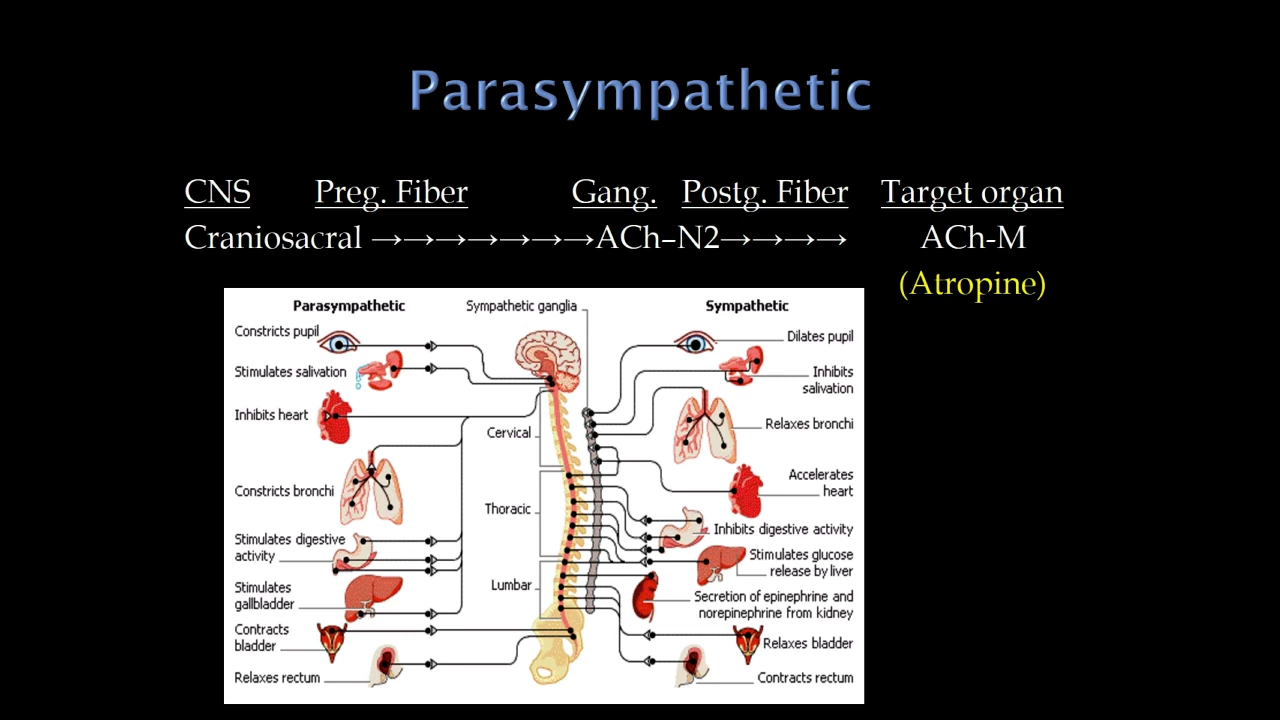 Parasympathetic
CNS Preg. Fiber Gang. Postg. Fiber Target organ
Craniosacral →→→→→→→ACh–N2→→→→ ACh-M
(Atropine)
Parasympathetic
Sympathetic ganglia
Sympathetic
Constricts pupil
Stimulates salivation
Inhibits heart
Constricts bronchi
Stimulates digestive
activity
Stimulates
gallbladder
Contracts
bladder
Relaxes rectum
Cervical
Thoracic
Lumbar
Dilates pupil
Inhibits
salivation
Relaxes bronchi
Accelerates
heart
Inhibits digestive activity
Stimulates glucose
release by liver
Secretion of epinephrine and
norepinephrine from kidney
Relaxes bladder
Contracts rectum